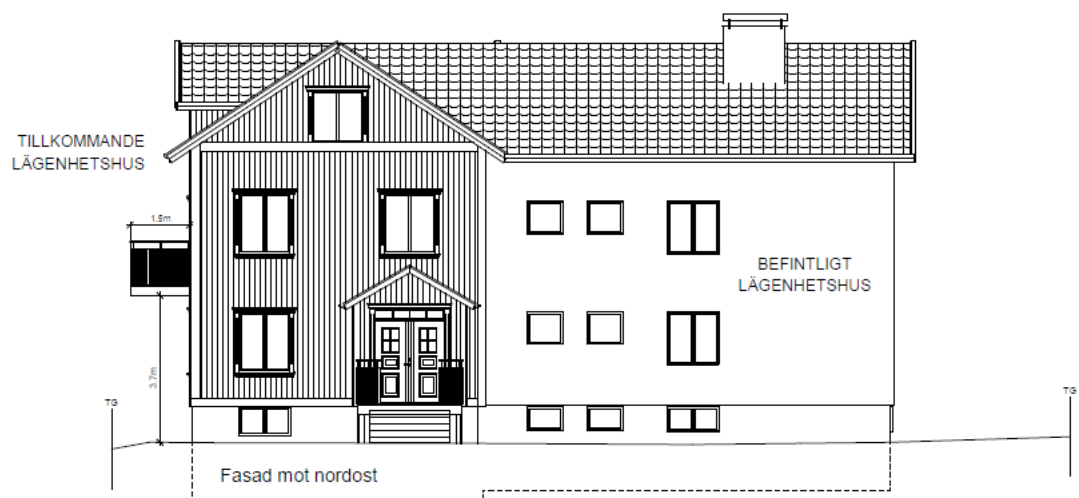 TILLKOMMANDE
LÄGENHETSHUS
1.5m
BEFINTLIGT
LÄGENHETSHUS
3.7m
TG
TG
Fasad mot nordost